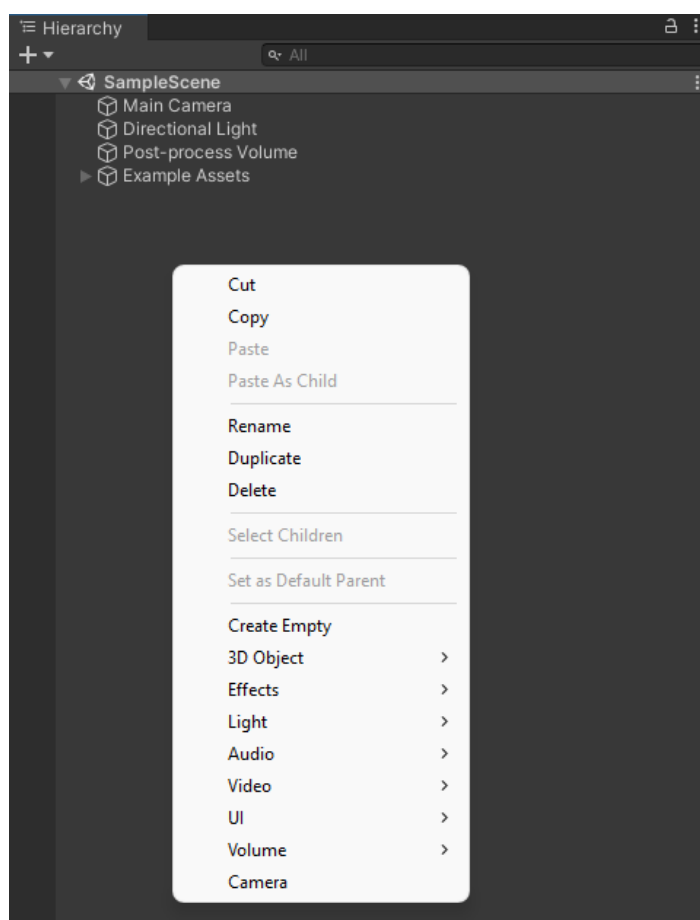 Hierarchy
All
SampleScene
Main Camera
Directional Light
Post-process Volume
Example Assets
Cut
Copy
Paste
Paste As Child
Rename
Duplicate
Delete
Select Children
Set as Default Parent
Create Empty
3D Object
Effects
Light
Audio
Video
UI
Volume
Camera